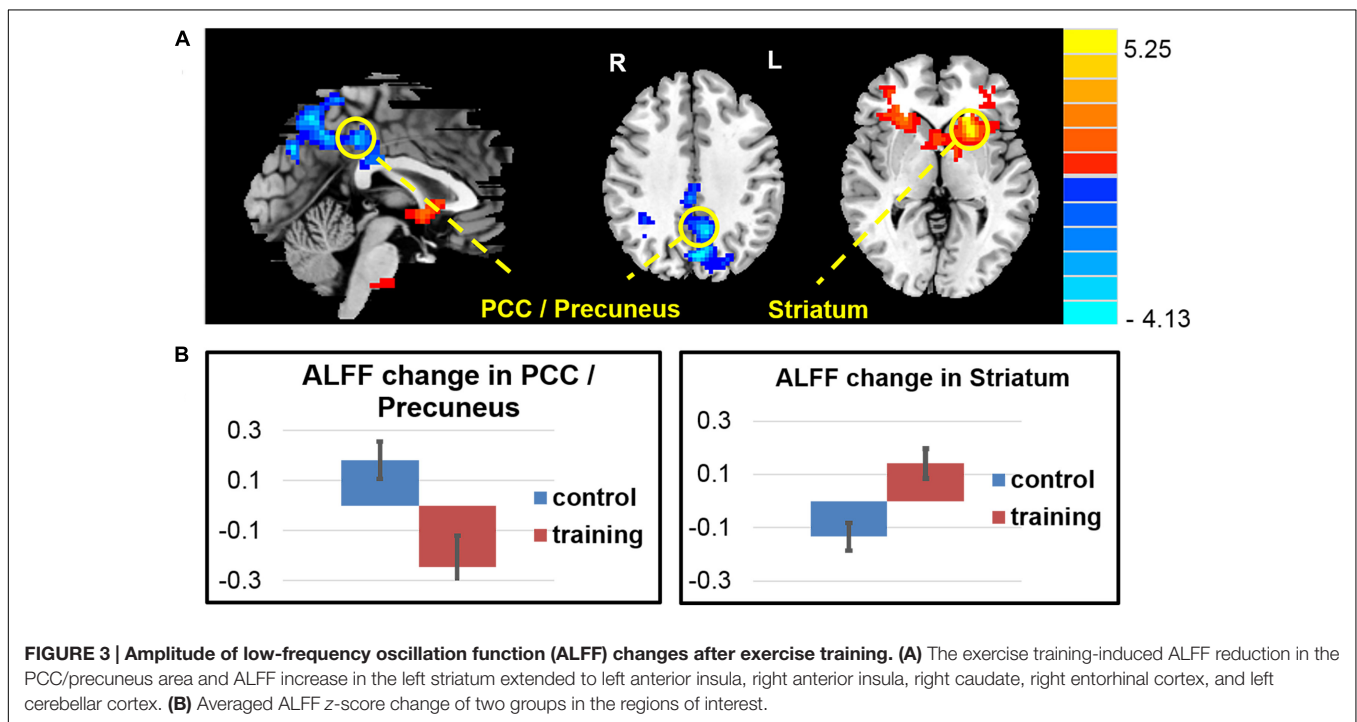 A
R
L
5.25
PCC / Precuneus
Striatum
- 4.13
B
ALFF change in PCC /
Precuneus
0.3
0.1
-0.1
-0.3
control
training
ALFF change in Striatum
0.3
0.1
-0.1
-0.3
control
training
FIGURE 3 | Amplitude of low-frequency oscillation function (ALFF) changes after exercise training. (A) The exercise training-induced ALFF reduction in the
PCC/precuneus area and ALFF increase in the left striatum extended to left anterior insula, right anterior insula, right caudate, right entorhinal cortex, and left
cerebellar cortex. (B) Averaged ALFF z-score change of two groups in the regions of interest.